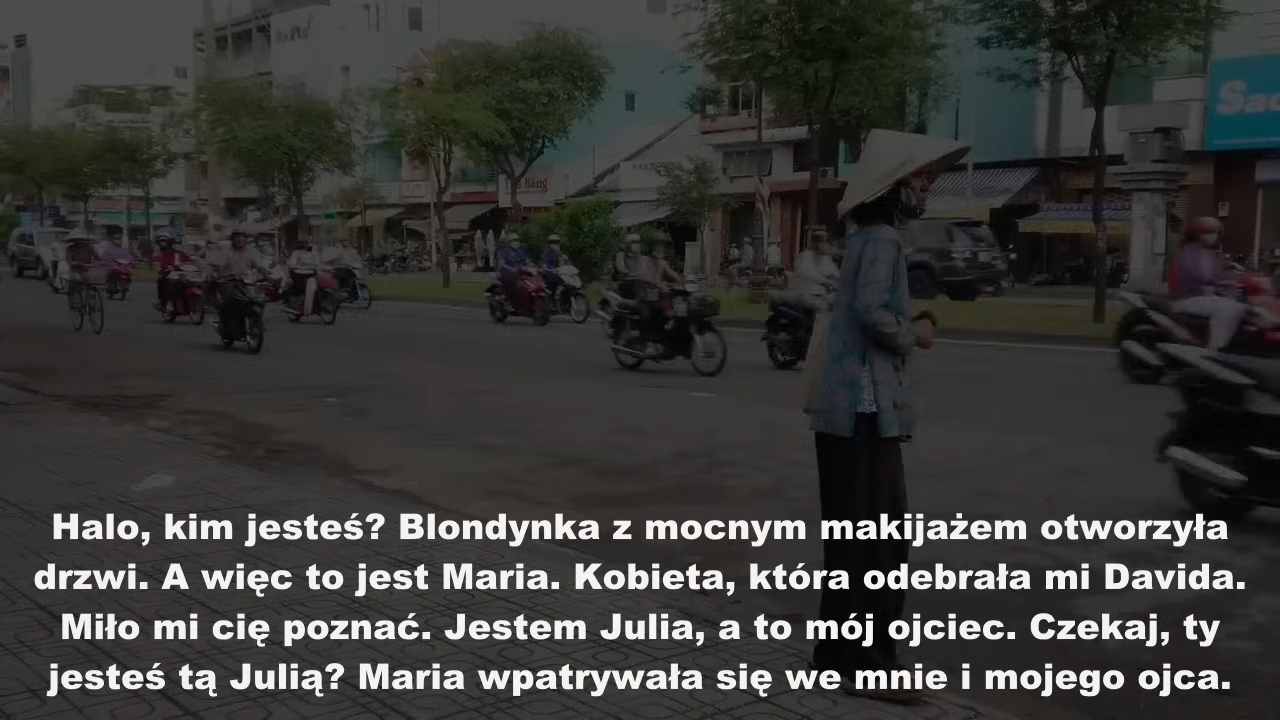 Sac
Halo, kim jesteś? Blondynka z mocnym makijażem otworzyła
drzwi. A więc to jest Maria. Kobieta, która odebrała mi Davida.
Miło mi cię poznać. Jestem Julia, a to mój ojciec. Czekaj, ty
jesteś tą Julią? Maria wpatrywała się we mnie i mojego ojca.